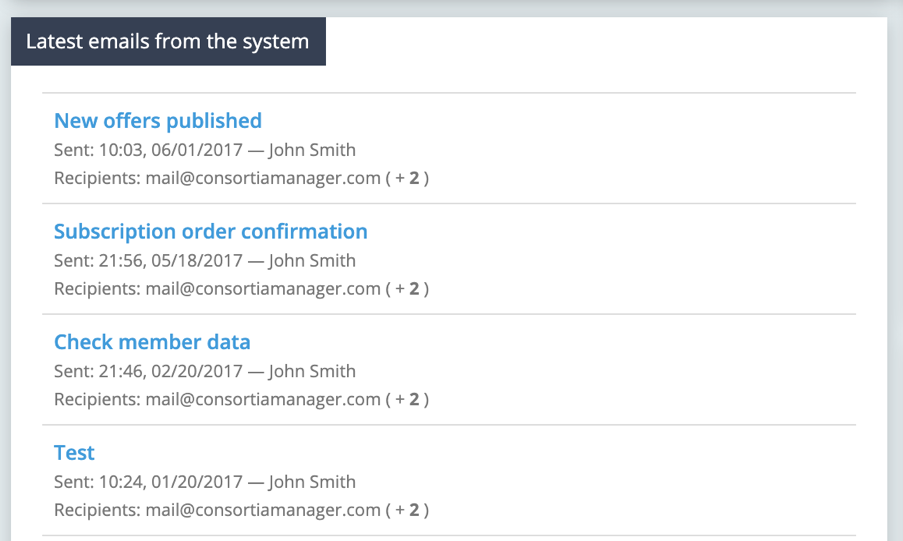 Latest emails from the system
New offers published
Sent: 10:03, 06/01/2017 — John Smith
Recipients: mail@consortiamanager.com ( + 2 )
Subscription order confirmation
Sent: 21:56, 05/18/2017 — John Smith
Recipients: mail@consortiamanager.com ( + 2 )
Check member data
Sent: 21:46, 02/20/2017 — John Smith
Recipients: mail@consortiamanager.com ( + 2 )
Test
Sent: 10:24, 01/20/2017 — John Smith
Recipients: mail@consortiamanager.com ( + 2 )